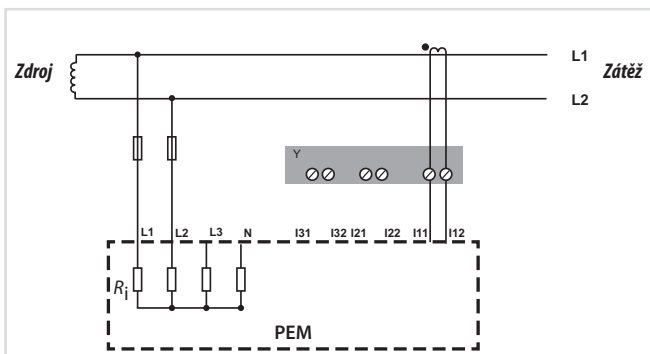 L1
Zdroj
Zátěž
L2
Y
L1 L2 L3 N I31 I32 I21 I22 I11 I12
Ri
PEM